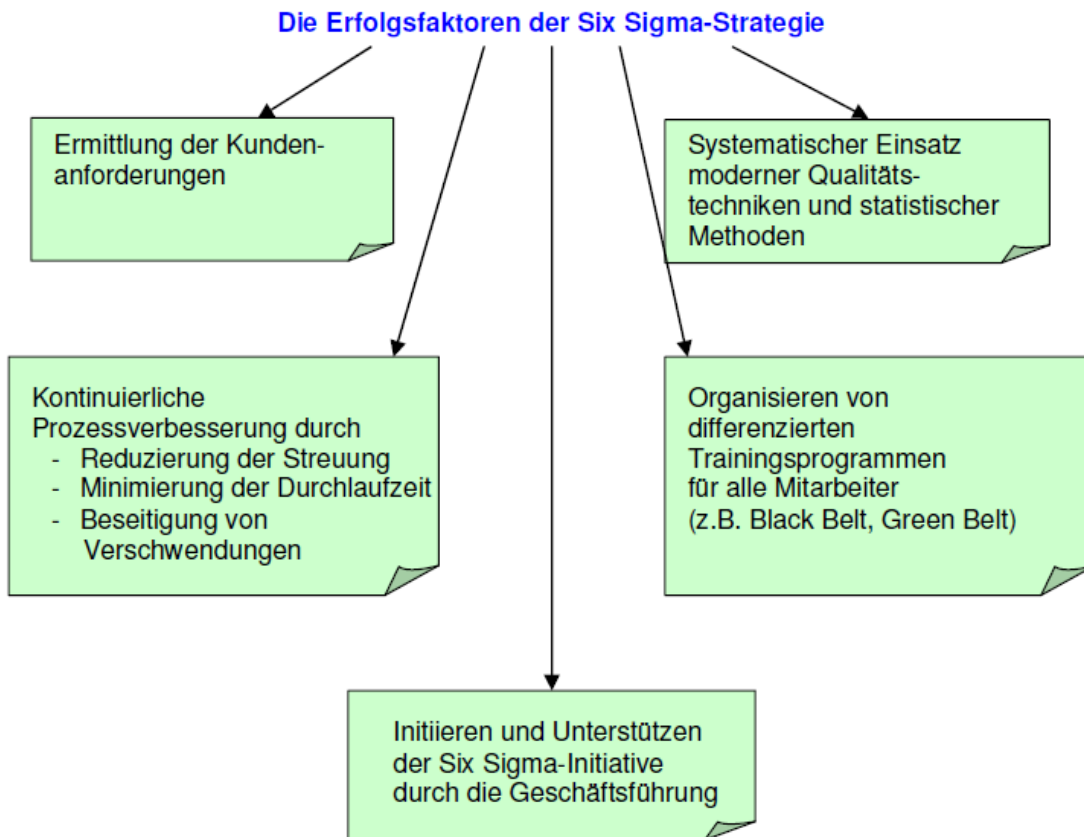 Die Erfolgsfaktoren der Six Sigma-Strategie
Ermittlung der Kunden-
anforderungen
Systematischer Einsatz
moderner Qualitäts-
techniken und statistischer
Methoden
Kontinuierliche
Prozessverbesserung durch
- Reduzierung der Streuung
- Minimierung der Durchlaufzeit
- Beseitigung von
Verschwendungen
Organisieren von
differenzierten
Trainingsprogrammen
für alle Mitarbeiter
(z.B. Black Belt, Green Belt)
Initiieren und Unterstützen
der Six Sigma-Initiative
durch die Geschäftsführung